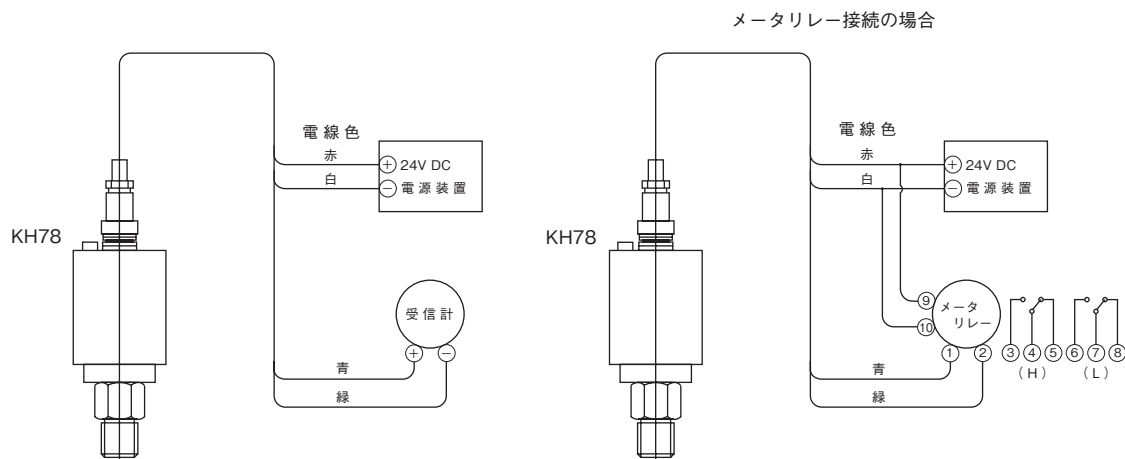 メータリレー接続の場合
電線色
赤
⊕ 24V DC
白
⊖ 電源装置
KH78
受信計
⊕ ⊖
青
緑
電線色
赤
⊕ 24V DC
白
⊖ 電源装置
KH78
⑨ メータ
⑩ リレー
① ② ③ ④ ⑤ ⑥ ⑦ ⑧
(H) (L)
青
緑